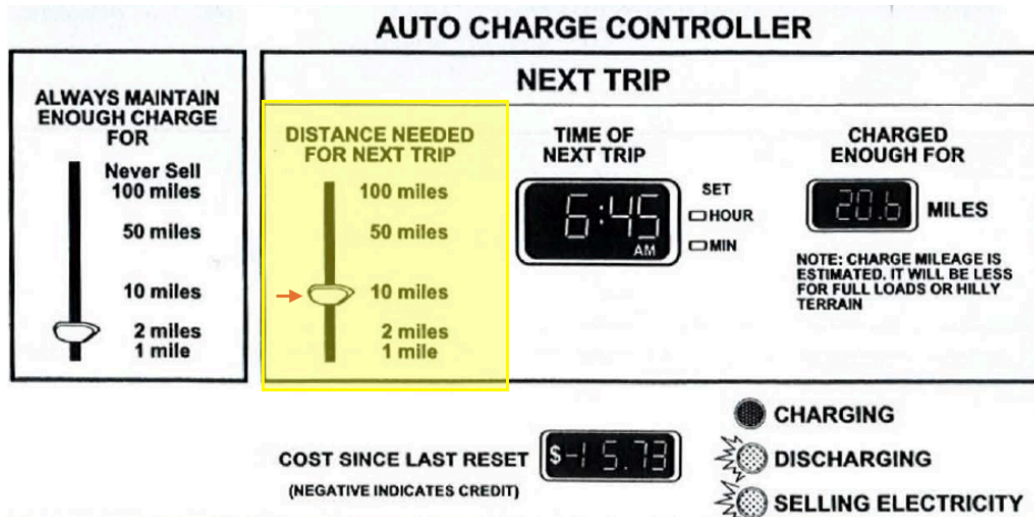 AUTO CHARGE CONTROLLER
ALWAYS MAINTAIN
ENOUGH CHARGE
FOR
Never Sell
100 miles
50 miles
10 miles
2 miles
1 mile
NEXT TRIP
DISTANCE NEEDED
FOR NEXT TRIP
100 miles
50 miles
10 miles
2 miles
1 mile
TIME OF
NEXT TRIP
6:45
AM
SET
HOUR
MIN
CHARGED
ENOUGH FOR
20.6 MILES
NOTE: CHARGE MILEAGE IS
ESTIMATED. IT WILL BE LESS
FOR FULL LOADS OR HILLY
TERRAIN
COST SINCE LAST RESET $-15.73
(NEGATIVE INDICATES CREDIT)
CHARGING
DISCHARGING
SELLING ELECTRICITY